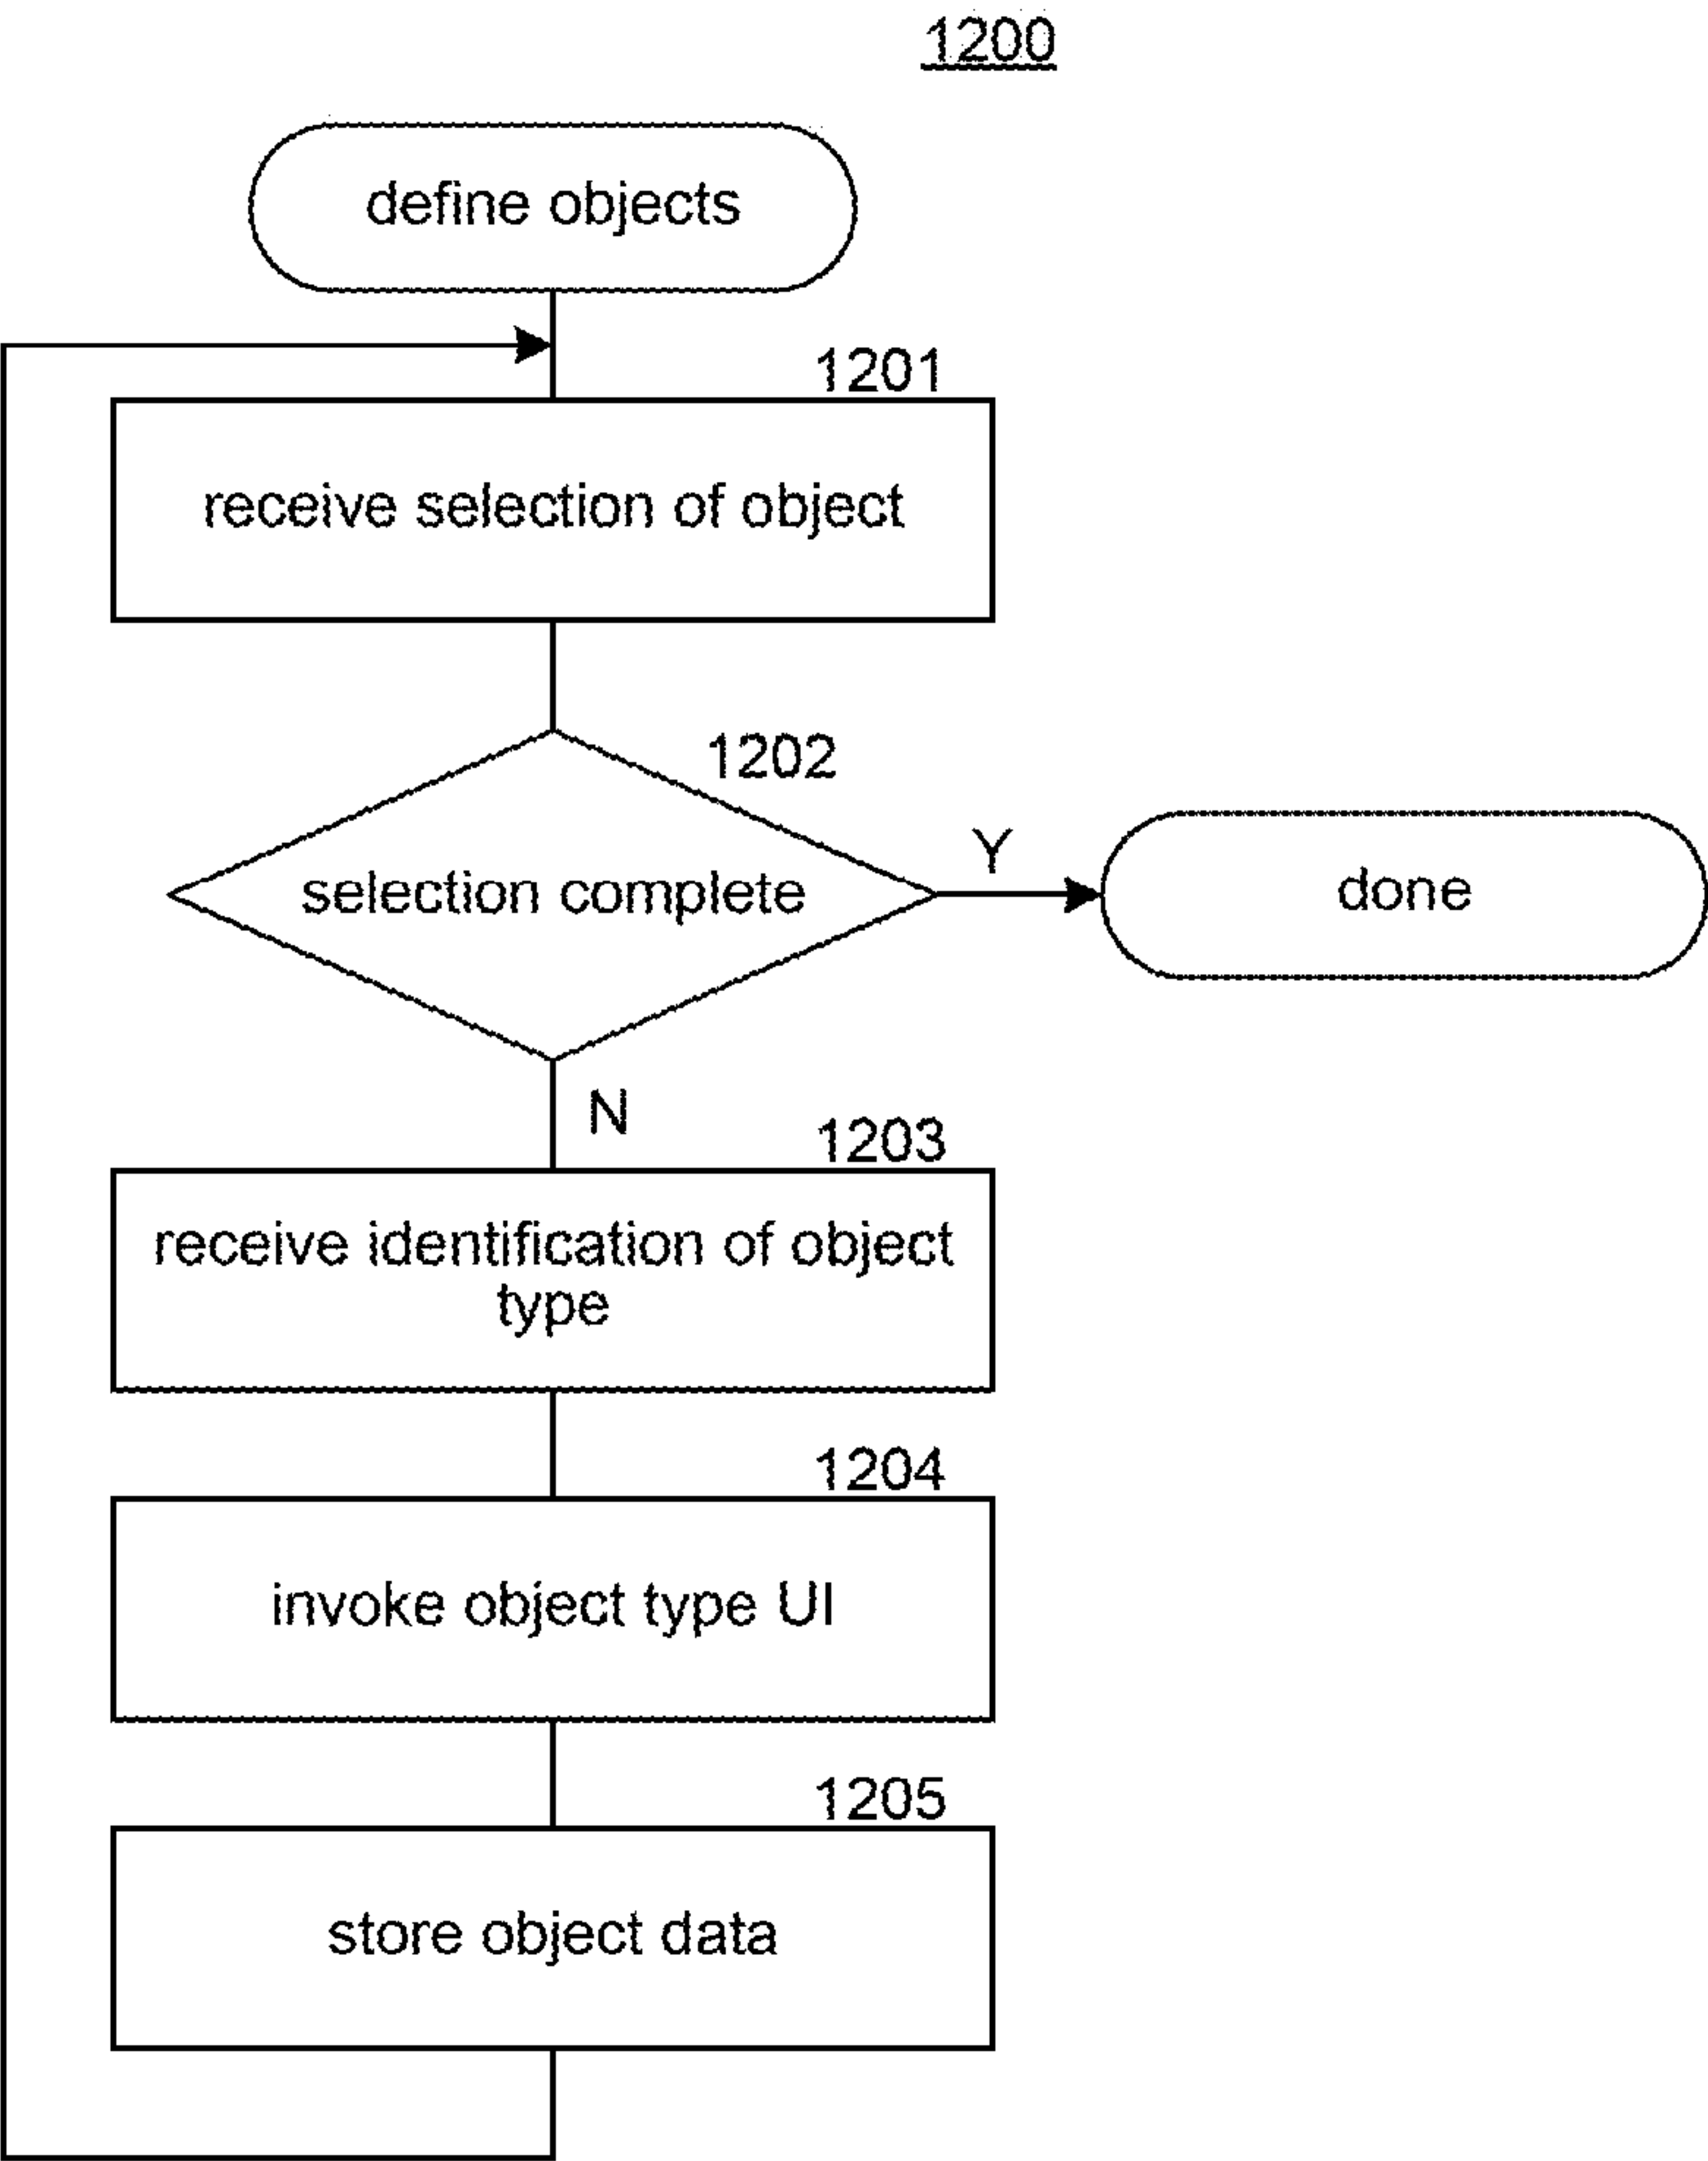 1200
define objects
1201
receive selection of object
1202
selection complete
Y
done
N
1203
receive identification of object
type
1204
invoke object type UI
1205
store object data